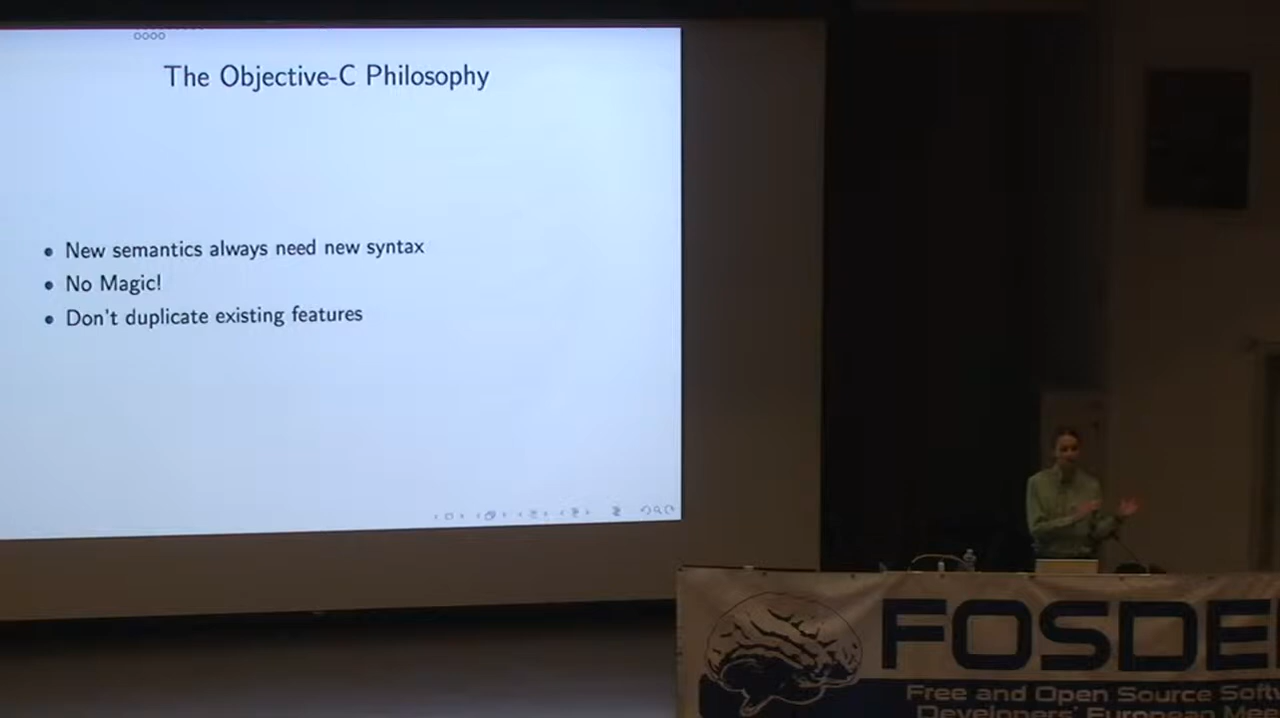 The Objective-C Philosophy
• New semantics always need new syntax
• No Magic!
• Don't duplicate existing features
FOSDE
Free and Open Source Soft
Developers' European Mee